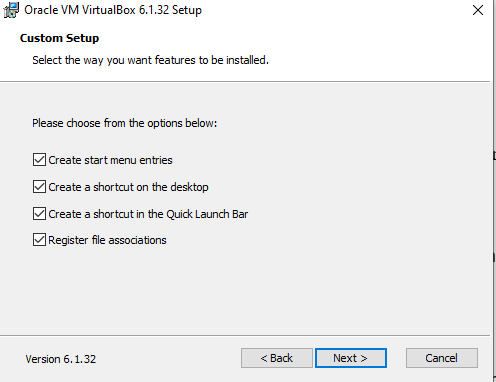 Oracle VM VirtualBox 6.1.32 Setup
Custom Setup
Select the way you want features to be installed.
Please choose from the options below:
Create start menu entries
Create a shortcut on the desktop
Create a shortcut in the Quick Launch Bar
Register file associations
Version 6.1.32
< Back
Next >
Cancel